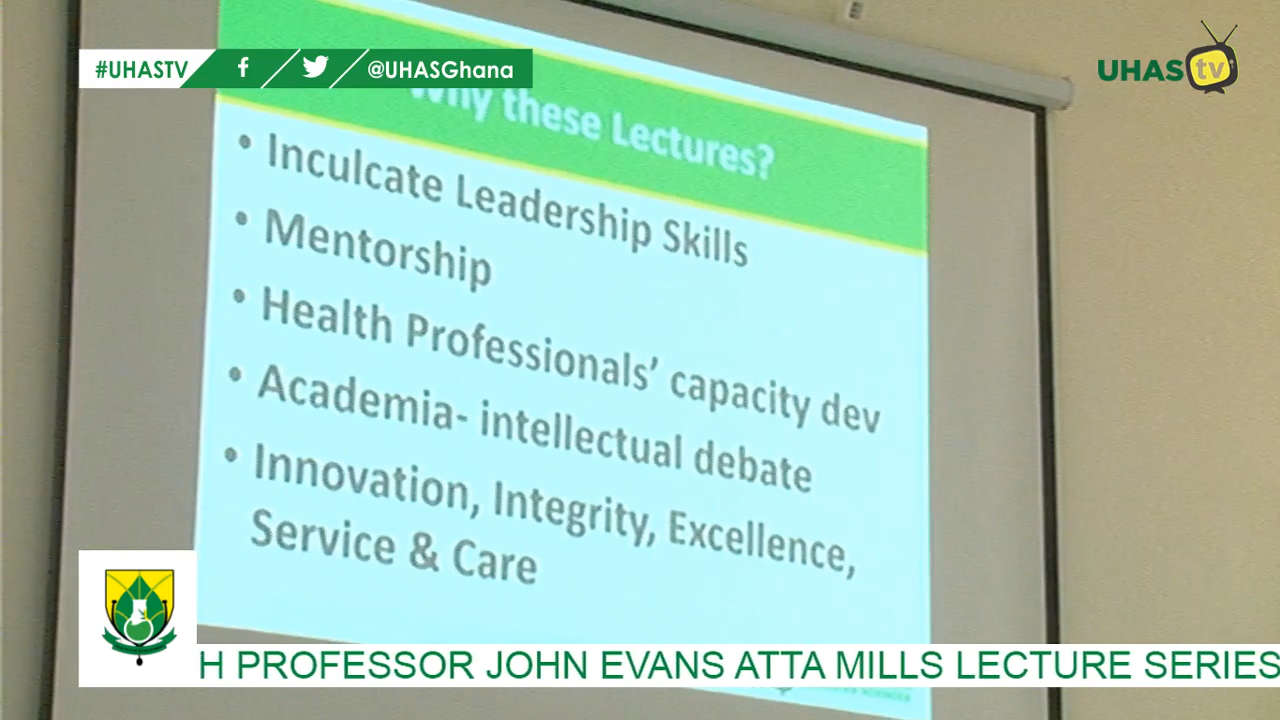 #UHASTV
f
@UHASGhana
UHAS tv
Why these Lectures?
• Inculcate Leadership Skills
• Mentorship
• Health Professionals’ capacity dev
• Academia- intellectual debate
• Innovation, Integrity, Excellence,
Service & Care
H PROFESSOR JOHN EVANS ATTA MILLS LECTURE SERIES